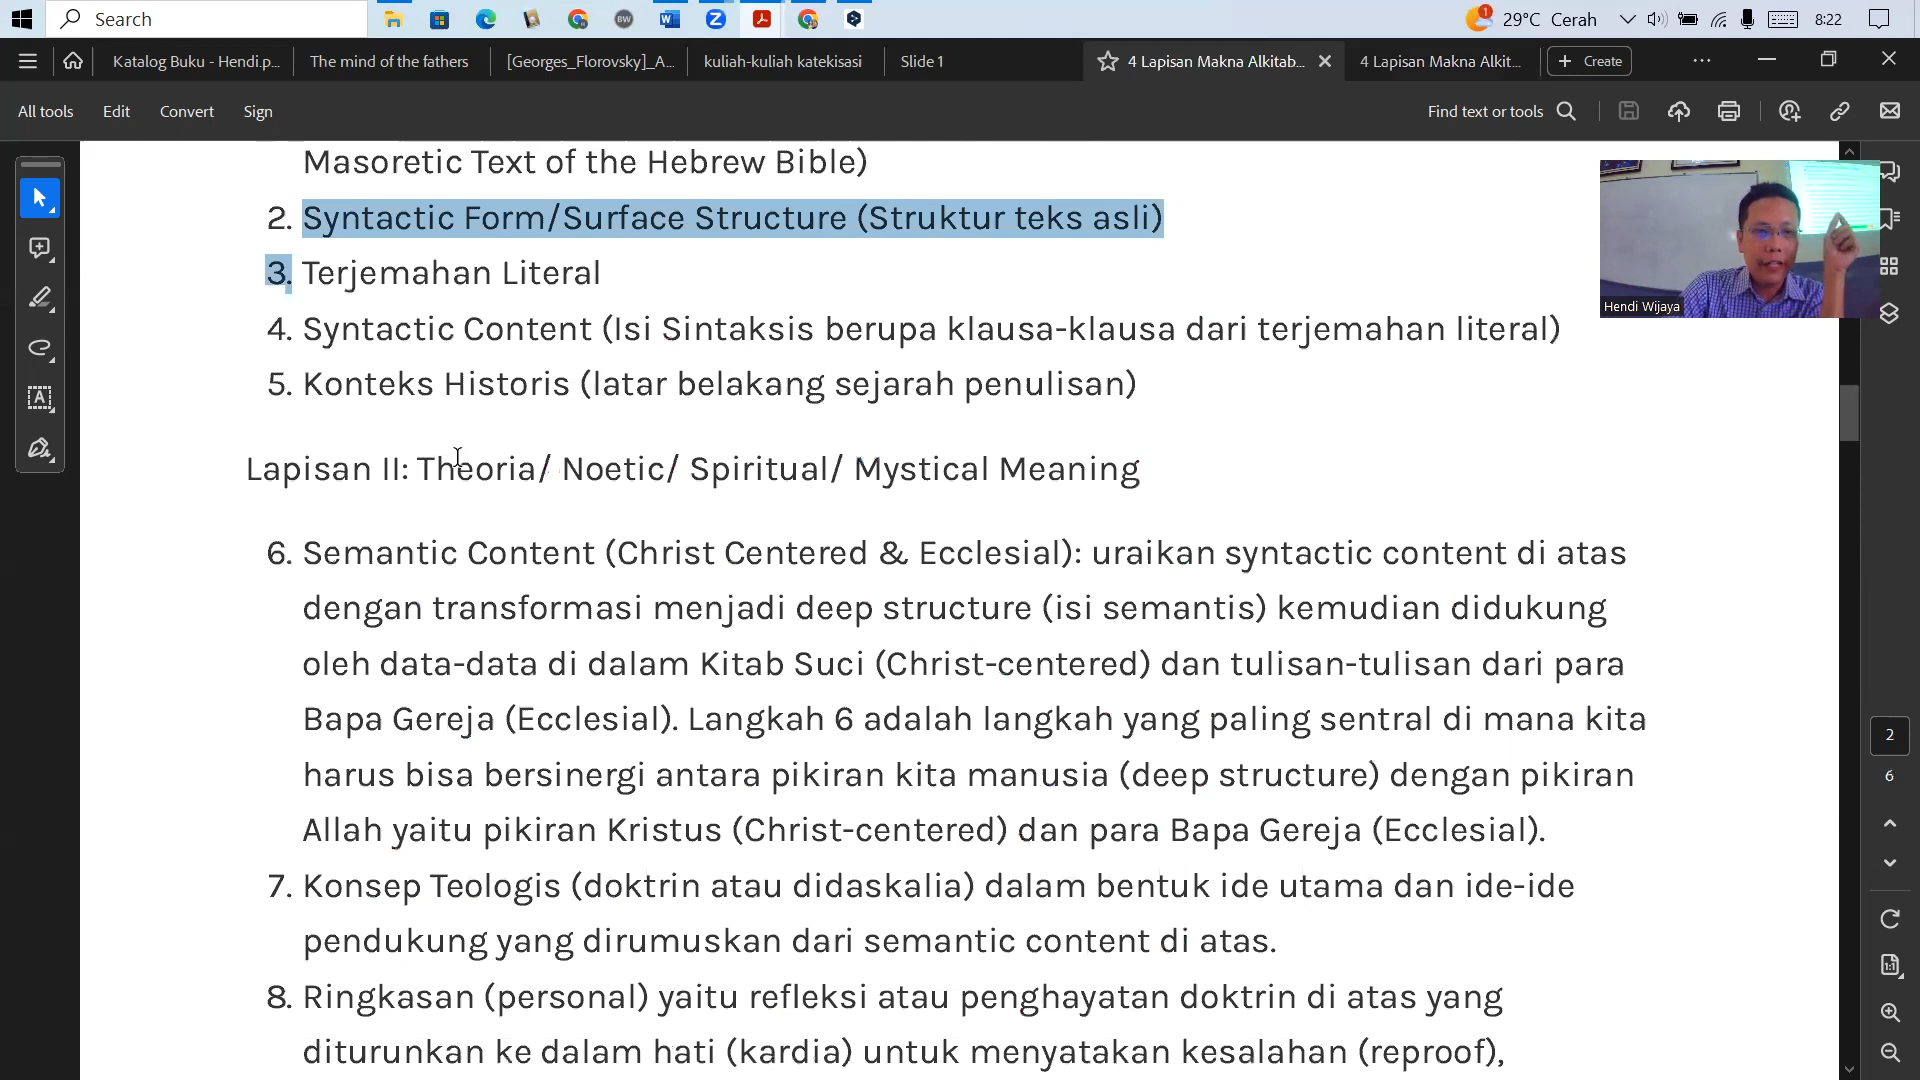 Search
29°C Cerah
8:22
Katalog Buku - Hendi.p...
The mind of the fathers
[Georges_Florovsky]_A...
kuliah-kuliah katekisasi
Slide 1
4 Lapisan Makna Alkitab...
4 Lapisan Makna Alkit...
Create
All tools
Edit
Convert
Sign
Find text or tools
Masoretic Text of the Hebrew Bible)
2. Syntactic Form/Surface Structure (Struktur teks asli)
3. Terjemahan Literal
4. Syntactic Content (Isi Sintaksis berupa klausa-klausa dari terjemahan literal)
5. Konteks Historis (latar belakang sejarah penulisan)
Lapisan II: Theoria/ Noetic/ Spiritual/ Mystical Meaning
6. Semantic Content (Christ Centered & Ecclesial): uraikan syntactic content di atas
dengan transformasi menjadi deep structure (isi semantis) kemudian didukung
oleh data-data di dalam Kitab Suci (Christ-centered) dan tulisan-tulisan dari para
Bapa Gereja (Ecclesial). Langkah 6 adalah langkah yang paling sentral di mana kita
harus bisa bersinergi antara pikiran kita manusia (deep structure) dengan pikiran
Allah yaitu pikiran Kristus (Christ-centered) dan para Bapa Gereja (Ecclesial).
7. Konsep Teologis (doktrin atau didaskalia) dalam bentuk ide utama dan ide-ide
pendukung yang dirumuskan dari semantic content di atas.
8. Ringkasan (personal) yaitu refleksi atau penghayatan doktrin di atas yang
diturunkan ke dalam hati (kardia) untuk menyatakan kesalahan (reproof),
Hendi Wijaya
2
6
1:1
BW
1